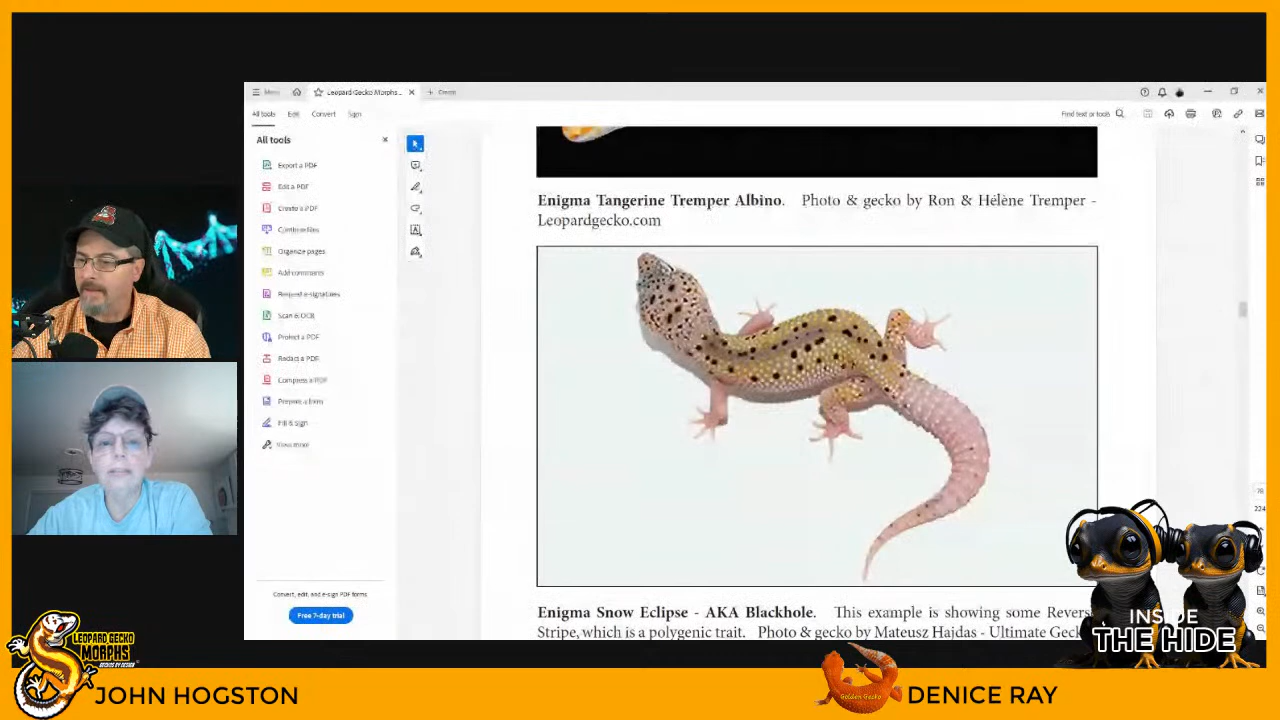 Menu
Leopard Gecko Morphs...
Create
All tools
Edit
Convert
Sign
Find text or tools
All tools
Export a PDF
Edit a PDF
Create a PDF
Combine files
Organize pages
Add comments
Request e-signatures
Scan & OCR
Protect a PDF
Redact a PDF
Compress a PDF
Prepare a form
Fill & sign
View more
Convert, edit, and e-sign PDF forms
Free 7-day trial
Enigma Tangerine Tremper Albino. Photo & gecko by Ron & Hélène Tremper -
Leopardgecko.com
Enigma Snow Eclipse - AKA Blackhole. This example is showing some Revers
Stripe, which is a polygenic trait. Photo & gecko by Mateusz Hajdas - Ultimate Geck
224
INSIDE
THE HIDE
LEOPARD GECKO
MORPHS
JOHN HOGSTON
Golden Gecko
DENICE RAY